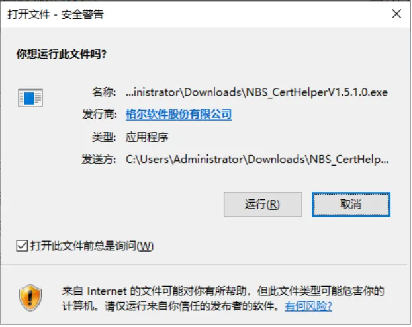 打开文件 - 安全警告
你想运行此文件吗?
名称: ...inistrator\Downloads\NBS_CertHelperV1.5.1.0.exe
发行商: 格尔软件股份有限公司
类型: 应用程序
发送方: C:\Users\Administrator\Downloads\NBS_CertHelp...
运行(R) 取消
打开此文件前总是询问(W)
来自 Internet 的文件可能对你有所帮助，但此文件类型可能危害你的
计算机。请仅运行来自你信任的发布者的软件。有何风险?